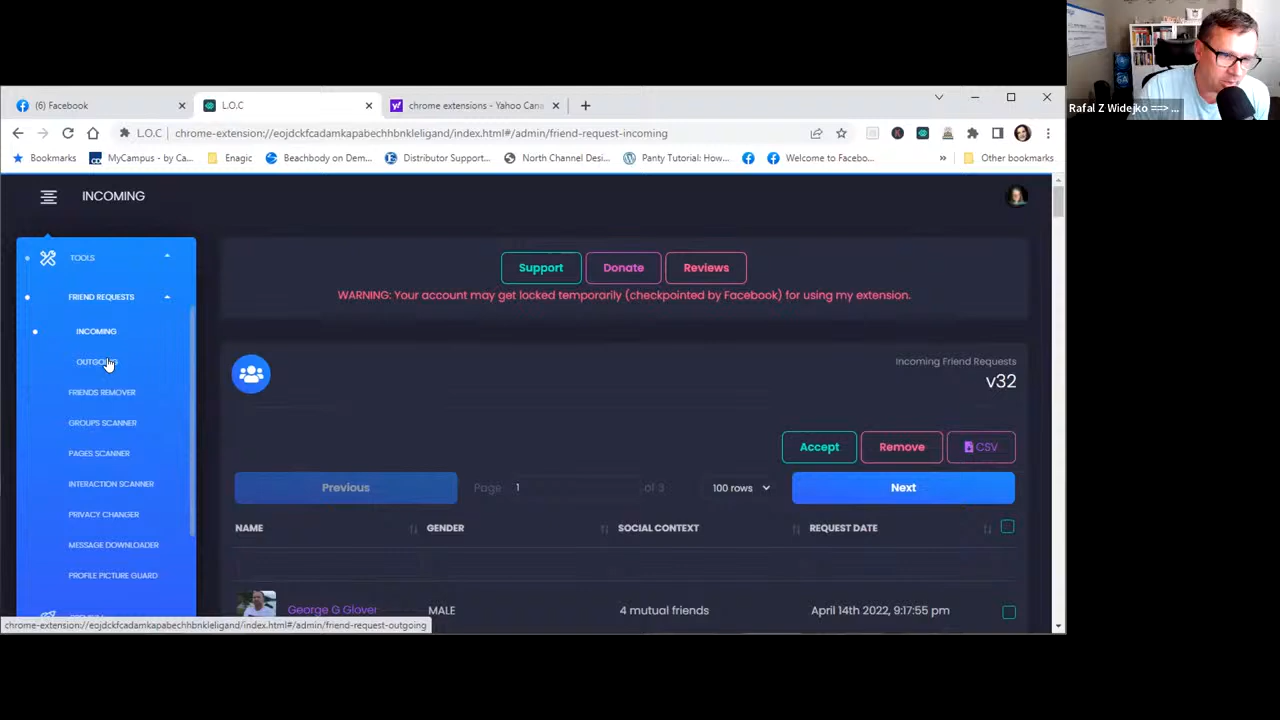 Rafal Z Widejko ==> ...
(6) Facebook
L.O.C
chrome extensions - Yahoo Cana
L.O.C
chrome-extension://eojdckfcadamkapabechhbnkleligand/index.html#/admin/friend-request-incoming
Bookmarks
MyCampus - by Ca...
Enagic
Beachbody on Dem...
Distributor Support...
North Channel Desi...
Panty Tutorial: How...
Welcome to Facebo...
»
Other bookmarks
INCOMING
TOOLS
FRIEND REQUESTS
INCOMING
OUTGOING
FRIENDS REMOVER
GROUPS SCANNER
PAGES SCANNER
INTERACTION SCANNER
PRIVACY CHANGER
MESSAGE DOWNLOADER
PROFILE PICTURE GUARD
Support
Donate
Reviews
WARNING: Your account may get locked temporarily (checkpointed by Facebook) for using my extension.
Incoming Friend Requests
v32
Accept
Remove
CSV
Previous
Page 1 of 3
100 rows
Next
NAME GENDER SOCIAL CONTEXT REQUEST DATE
George G Glover MALE 4 mutual friends April 14th 2022, 9:17:55 pm
chrome-extension://eojdckfcadamkapabechhbnkleligand/index.html#/admin/friend-request-outgoing